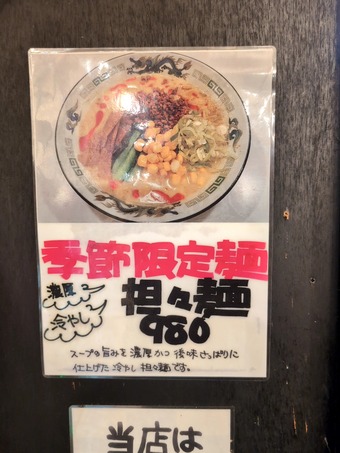 季節限定麺
濃厚
冷やし
担々麺
980
スープの旨みを濃厚かつ後味さっぱりに
仕上げた冷やし担々麺です。
当店は